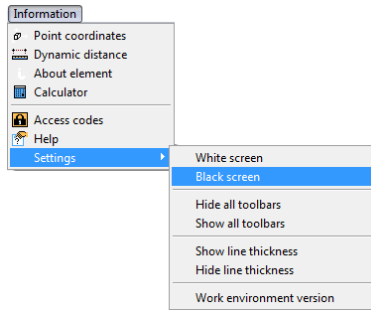 Information
Point coordinates
Dynamic distance
About element
Calculator
Access codes
Help
Settings
White screen
Black screen
Hide all toolbars
Show all toolbars
Show line thickness
Hide line thickness
Work environment version